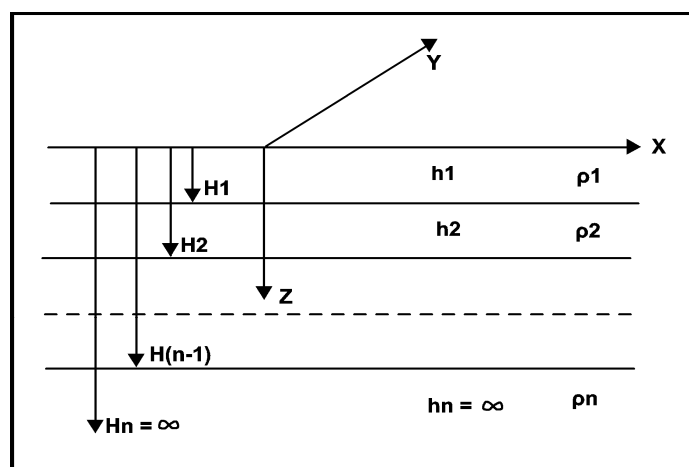 Y
X
h1 ρ1
H1
h2 ρ2
H2
Z
H(n-1)
hn = ∞ ρn
Hn = ∞